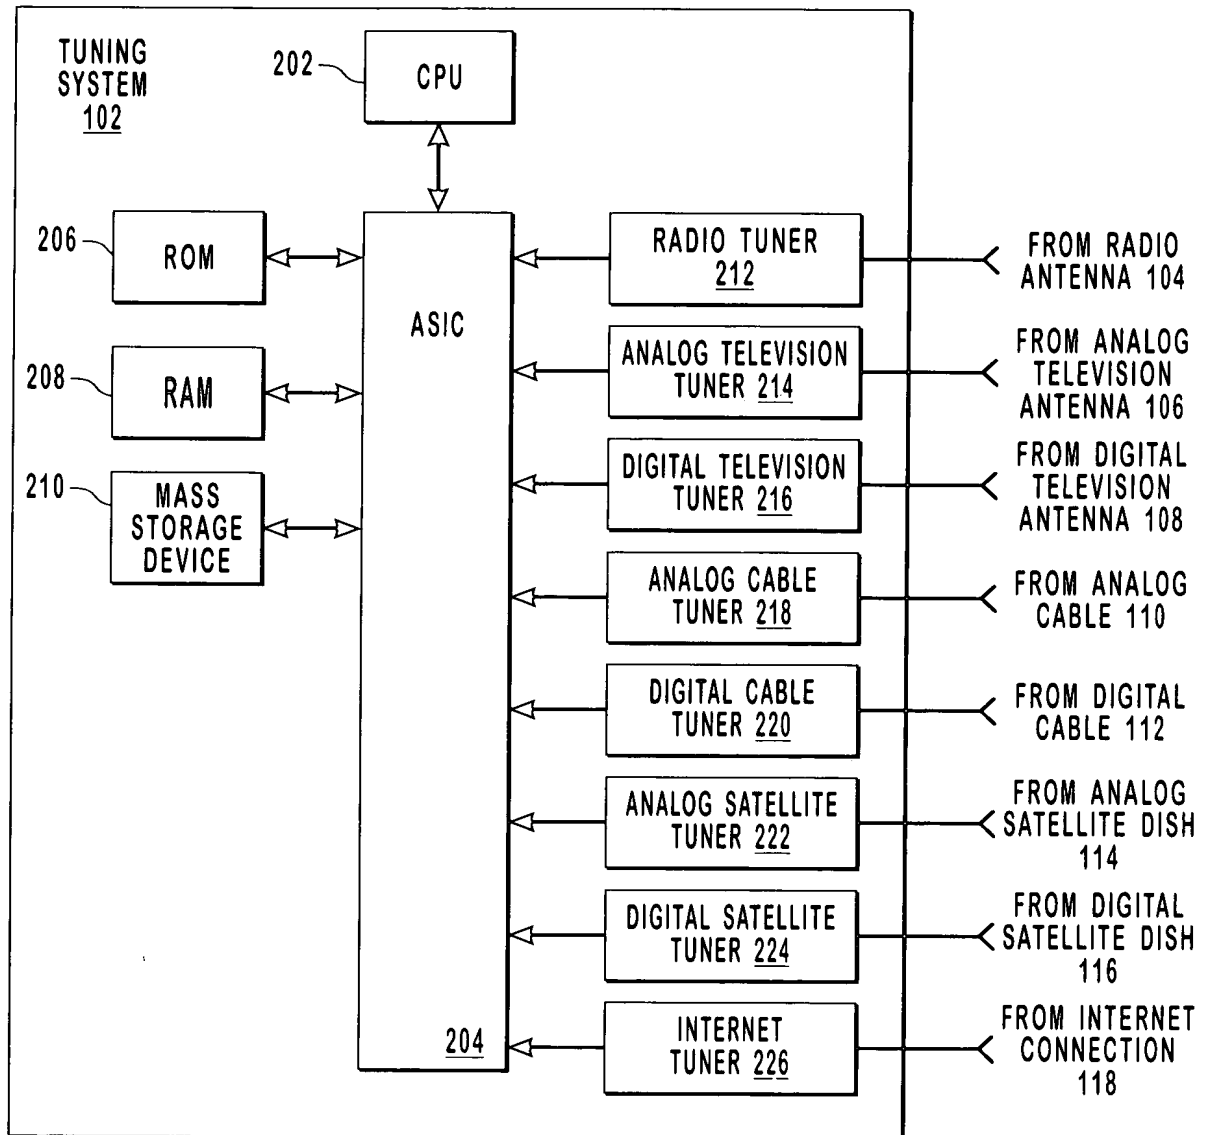 TUNING
SYSTEM
102
202
CPU
206
ROM
208
RAM
210
MASS
STORAGE
DEVICE
ASIC
204
RADIO TUNER
212
ANALOG TELEVISION
TUNER 214
DIGITAL TELEVISION
TUNER 216
ANALOG CABLE
TUNER 218
DIGITAL CABLE
TUNER 220
ANALOG SATELLITE
TUNER 222
DIGITAL SATELLITE
TUNER 224
INTERNET
TUNER 226
FROM RADIO
ANTENNA 104
FROM ANALOG
TELEVISION
ANTENNA 106
FROM DIGITAL
TELEVISION
ANTENNA 108
FROM ANALOG
CABLE 110
FROM DIGITAL
CABLE 112
FROM ANALOG
SATELLITE DISH
114
FROM DIGITAL
SATELLITE DISH
116
FROM INTERNET
CONNECTION
118